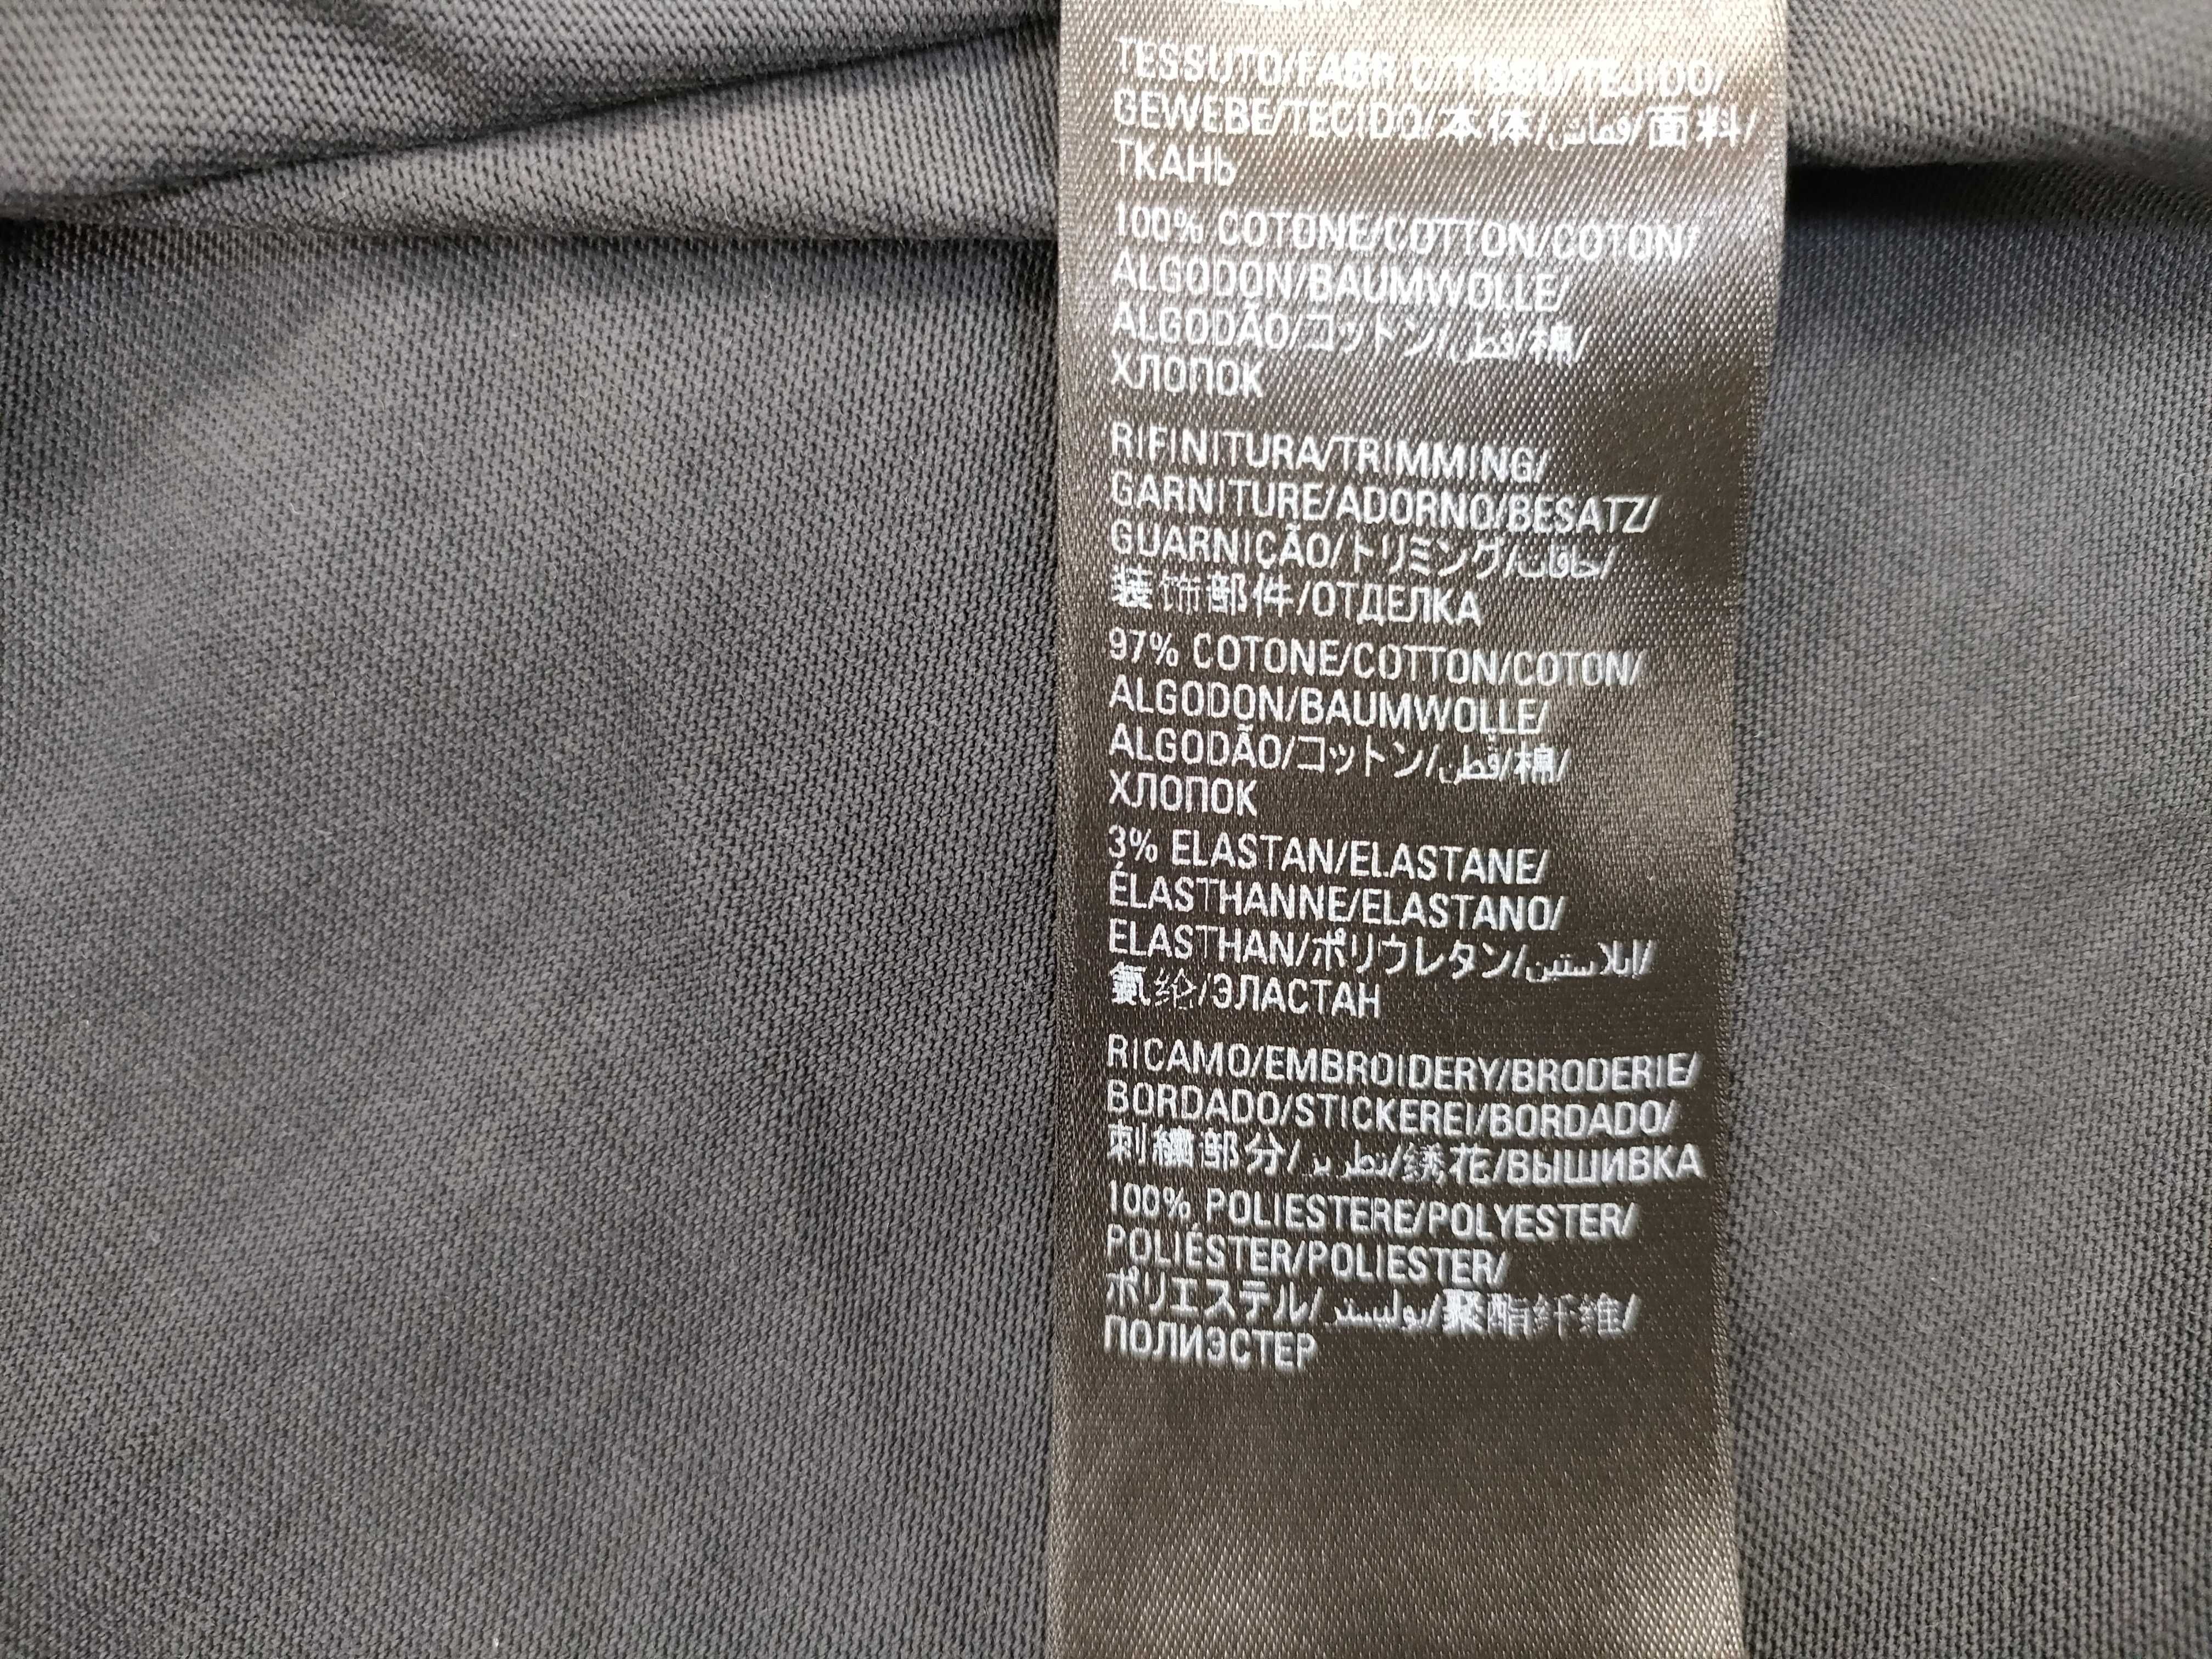 TESSUTO/FABRIC/TISSU/TEJIDO/
GEWEBE/TECIDO/本体/قماش/面料/
ТКАНЬ
100% COTONE/COTTON/COTON/
ALGODON/BAUMWOLLE/
ALGODÃO/コットン/قطن/棉/
ХЛОПОК
RIFINITURA/TRIMMING/
GARNITURE/ADORNO/BESATZ/
GUARNIÇÃO/トリミング/حافات/
装饰部件/ОТДЕЛКА
97% COTONE/COTTON/COTON/
ALGODON/BAUMWOLLE/
ALGODÃO/コットン/قطن/棉/
ХЛОПОК
3% ELASTAN/ELASTANE/
ÉLASTHANNE/ELASTANO/
ELASTHAN/ポリウレタン/إيلاستين/
氨纶/ЭЛАСТАН
RICAMO/EMBROIDERY/BRODERIE/
BORDADO/STICKEREI/BORDADO/
刺繍部分/تطريز/绣花/ВЫШИВКА
100% POLIESTERE/POLYESTER/
POLIÉSTER/POLIESTER/
ポリエステル/بوليستر/聚酯纤维/
ПОЛИЭСТЕР